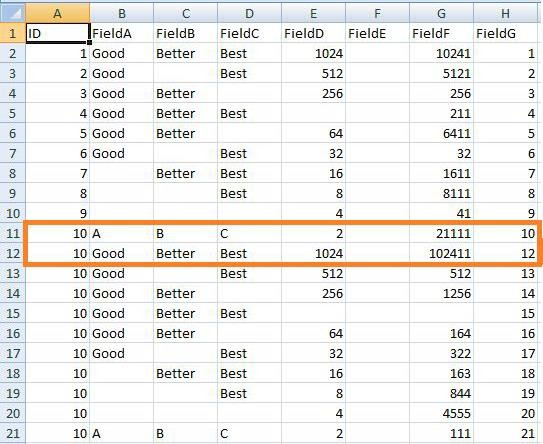 A B C D E F G H
1 ID FieldA FieldB FieldC FieldD FieldE FieldF FieldG
2 1 Good Better Best 1024 10241 1
3 2 Good Best 512 5121 2
4 3 Good Better 256 256 3
5 4 Good Better Best 211 4
6 5 Good Better 64 6411 5
7 6 Good Best 32 32 6
8 7 Better Best 16 1611 7
9 8 Best 8 8111 8
10 9 4 41 9
11 10 A B C 2 21111 10
12 10 Good Better Best 1024 102411 12
13 10 Good Best 512 512 13
14 10 Good Better 256 1256 14
15 10 Good Better Best 15
16 10 Good Better 64 164 16
17 10 Good Best 32 322 17
18 10 Better Best 16 163 18
19 10 Best 8 844 19
20 10 4 4555 20
21 10 A B C 2 111 21